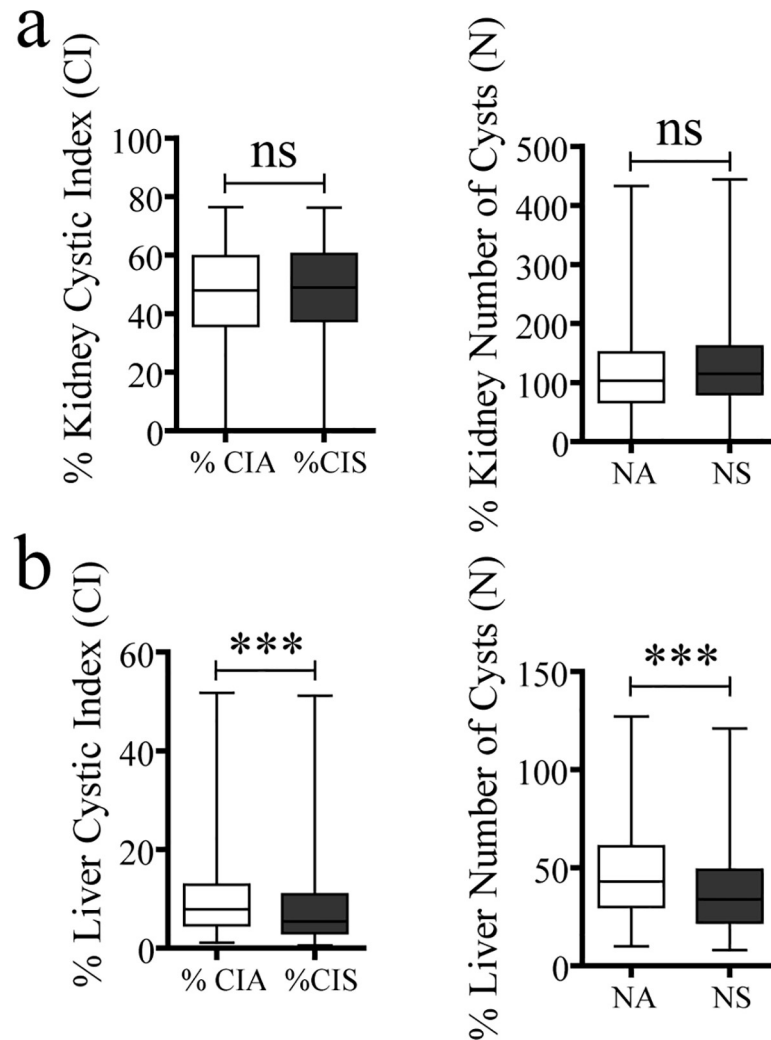 a
% Kidney Cystic Index (CI)
100
80
60
40
20
0
ns
% CIA %CIS
% Kidney Number of Cysts (N)
500
400
300
200
100
0
ns
NA NS
b
% Liver Cystic Index (CI)
60
40
20
0
***
% CIA %CIS
% Liver Number of Cysts (N)
150
100
50
0
***
NA NS